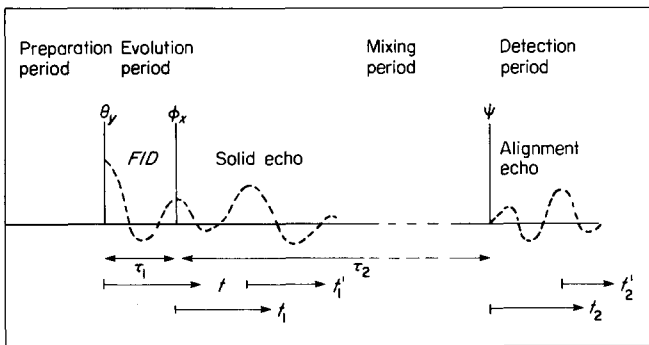 Preparation period
Evolution period
Mixing period
Detection period
θy
ϕx
ψ
FID
Solid echo
Alignment echo
τ1
τ2
t
t1'
t2'
t1
t2